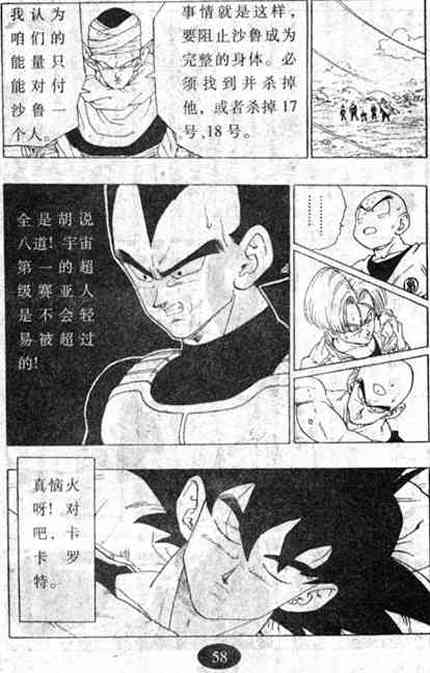 事情就是这样,
要阻止沙鲁成为
完整的身体。必
须找到并杀掉
他,或者杀掉17
号、18号。
我认为
咱们的
能量只
能对付
沙鲁一
个人。
…………
全是胡说
八道!宇宙
第一的超
级赛亚人
是不会轻
易被超过
的!
真恼火
呀!对
吧,卡
卡罗
特。
58